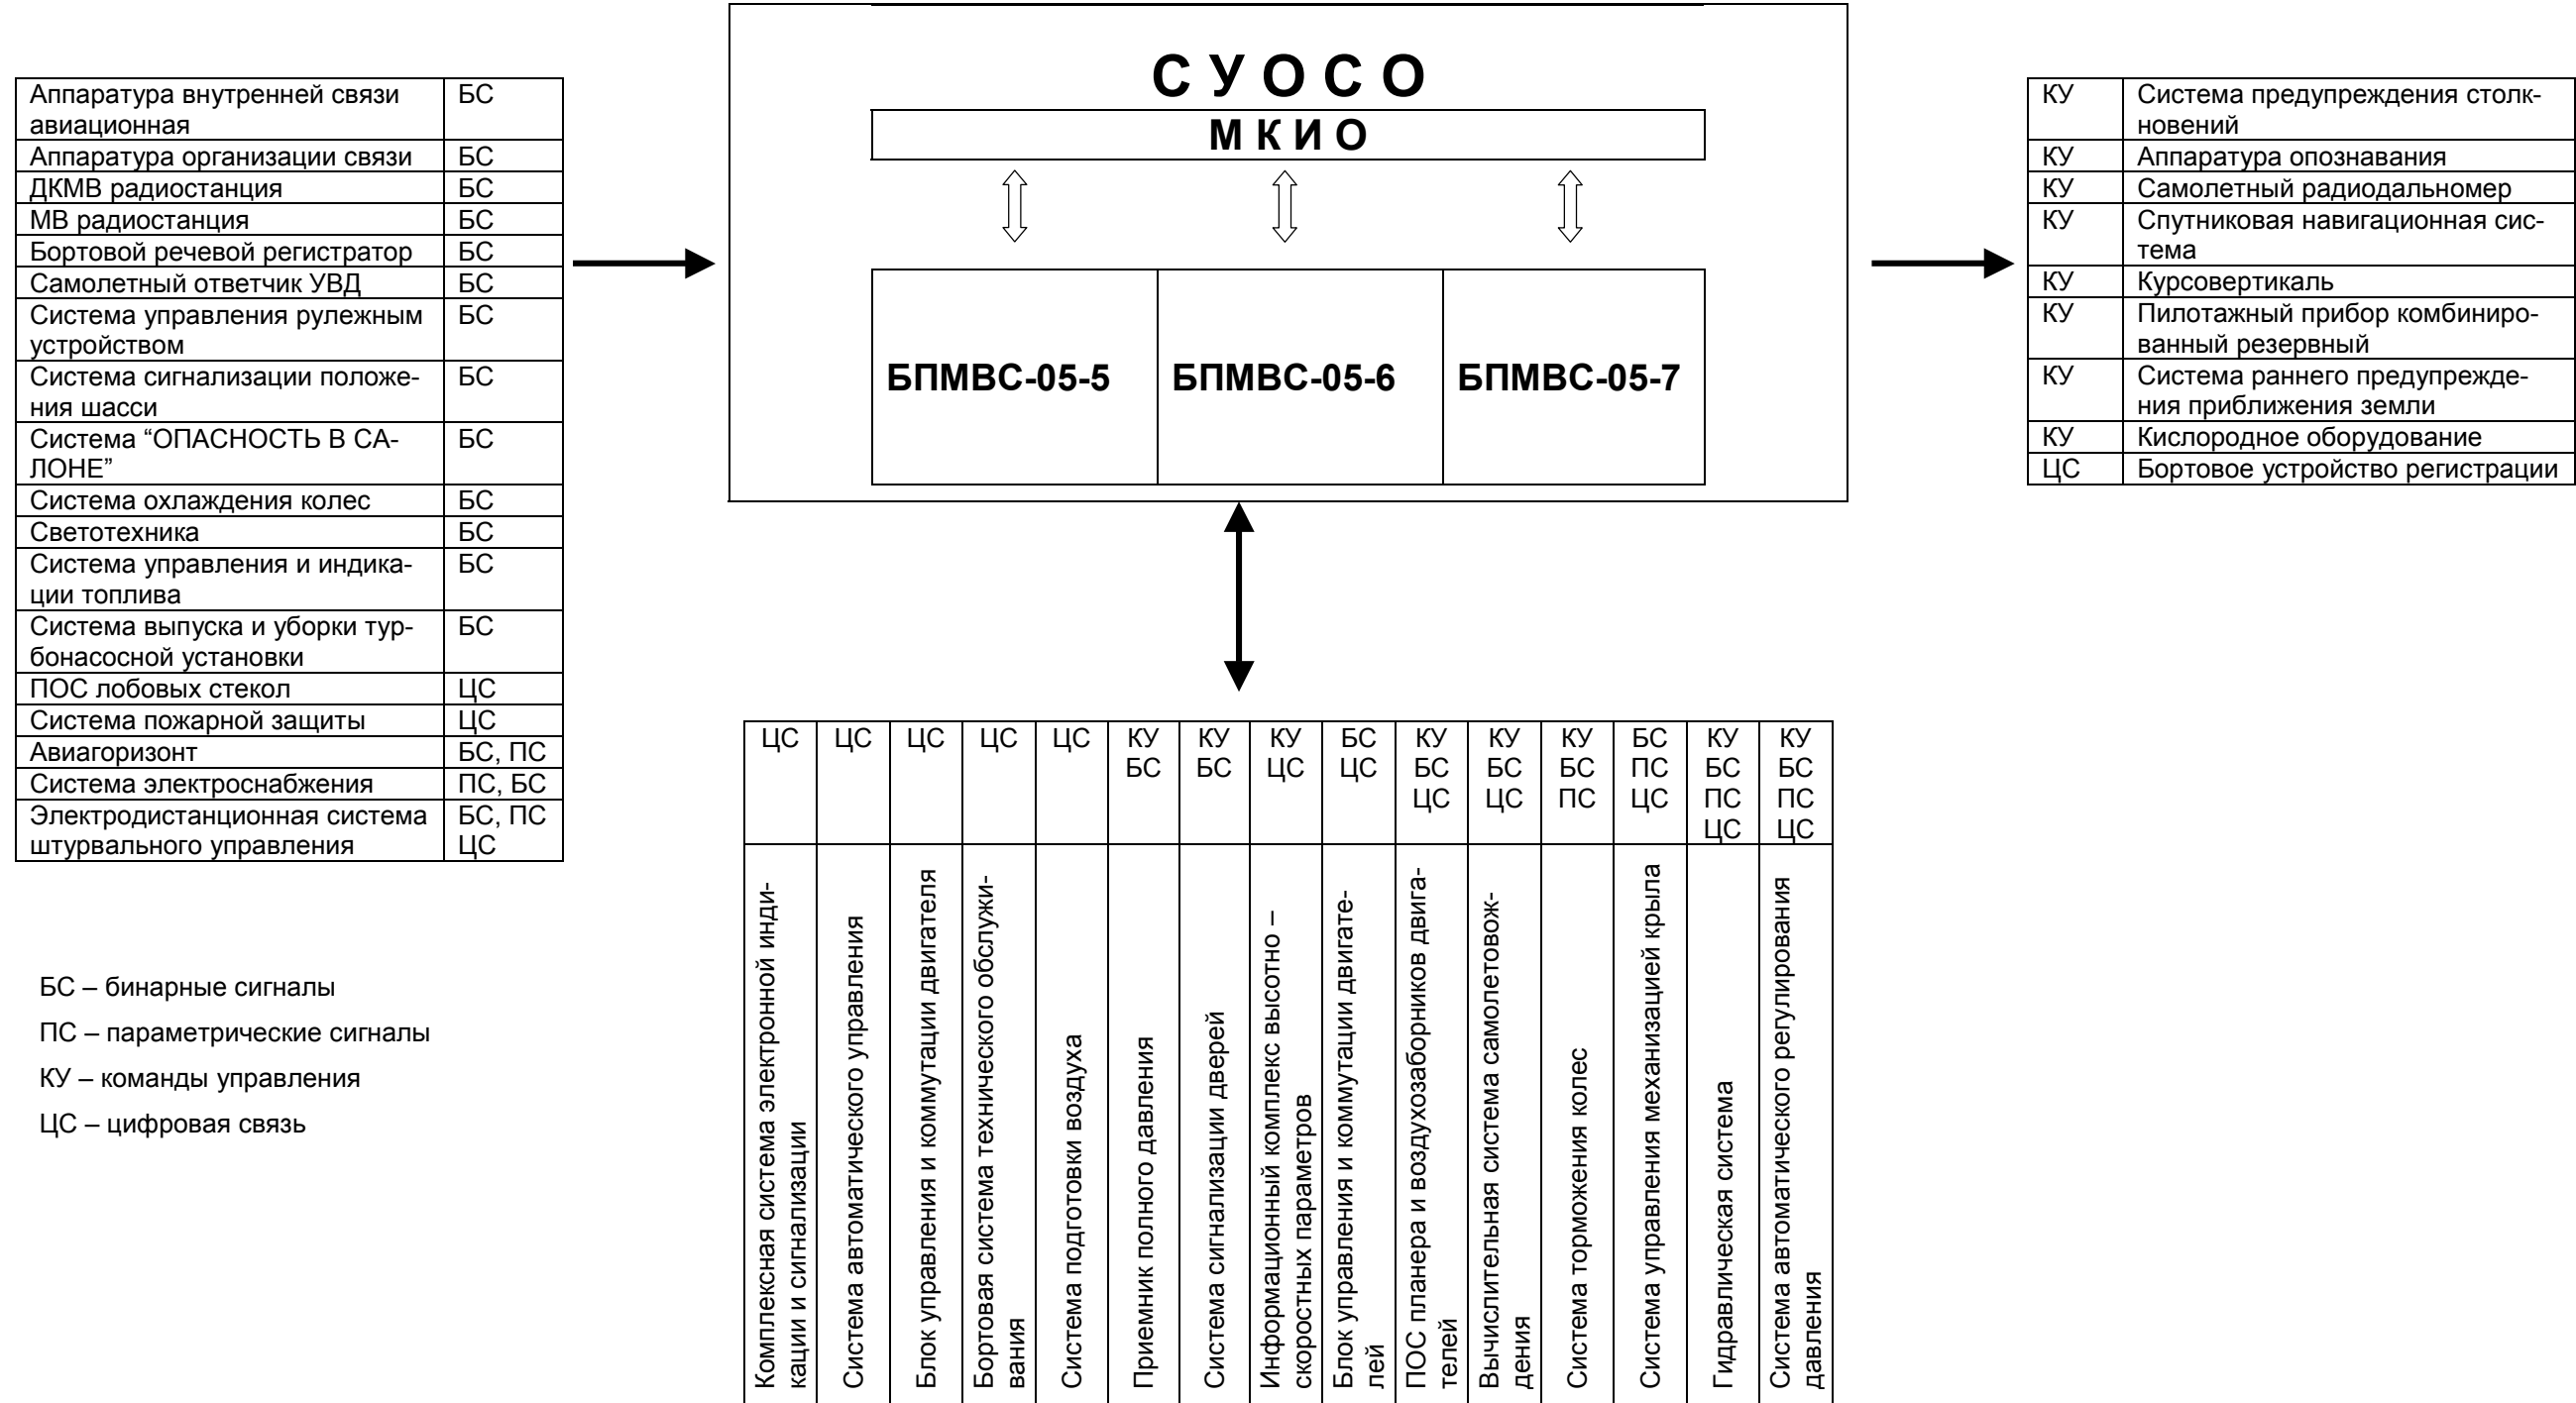 С У О С О
М К И О
БПМВС-05-5
БПМВС-05-6
БПМВС-05-7
Аппаратура внутренней связи БС
авиационная
Аппаратура организации связи БС
ДКМВ радиостанция БС
МВ радиостанция БС
Бортовой речевой регистратор БС
Самолетный ответчик УВД БС
Система управления рулежным БС
устройством
Система сигнализации положе- БС
ния шасси
Система “ОПАСНОСТЬ В СА- БС
ЛОНЕ”
Система охлаждения колес БС
Светотехника БС
Система управления и индика- БС
ции топлива
Система выпуска и уборки тур- БС
бонасосной установки
ПОС лобовых стекол ЦС
Система пожарной защиты ЦС
Авиагоризонт БС, ПС
Система электроснабжения ПС, БС
Электродистанционная система БС, ПС
штурвального управления ЦС
КУ Система предупреждения столк-
новений
КУ Аппаратура опознавания
КУ Самолетный радиодальномер
КУ Спутниковая навигационная сис-
тема
КУ Курсовертикаль
КУ Пилотажный прибор комбиниро-
ванный резервный
КУ Система раннего предупрежде-
ния приближения земли
КУ Кислородное оборудование
ЦС Бортовое устройство регистрации
ЦС ЦС ЦС ЦС ЦС КУ КУ КУ БС КУ КУ КУ БС КУ КУ
БС БС ЦС ЦС БС БС БС ПС БС БС
ЦС ЦС ПС ЦС ПС ПС
ЦС ЦС
Комплексная система электронной инди-
кации и сигнализации
Система автоматического управления
Блок управления и коммутации двигателя
Бортовая система технического обслужи-
вания
Система подготовки воздуха
Приемник полного давления
Система сигнализации дверей
Информационный комплекс высотно –
скоростных параметров
Блок управления и коммутации двигате-
лей
ПОС планера и воздухозаборников двига-
телей
Вычислительная система самолетовож-
дения
Система торможения колес
Система управления механизацией крыла
Гидравлическая система
Система автоматического регулирования
давления
БС – бинарные сигналы
ПС – параметрические сигналы
КУ – команды управления
ЦС – цифровая связь